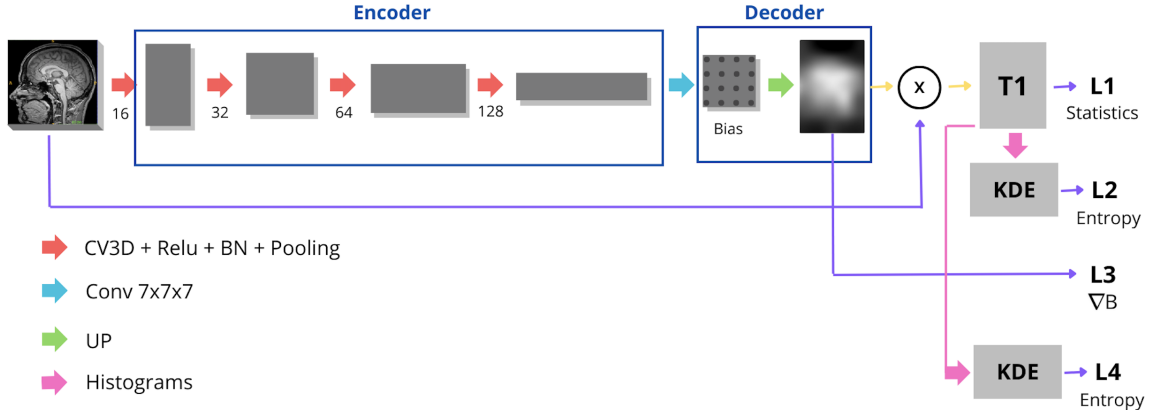 Encoder
Decoder
16
32
64
128
Bias
X
T1
L1
Statistics
KDE
L2
Entropy
CV3D + Relu + BN + Pooling
Conv 7x7x7
L3
∇B
UP
Histograms
KDE
L4
Entropy